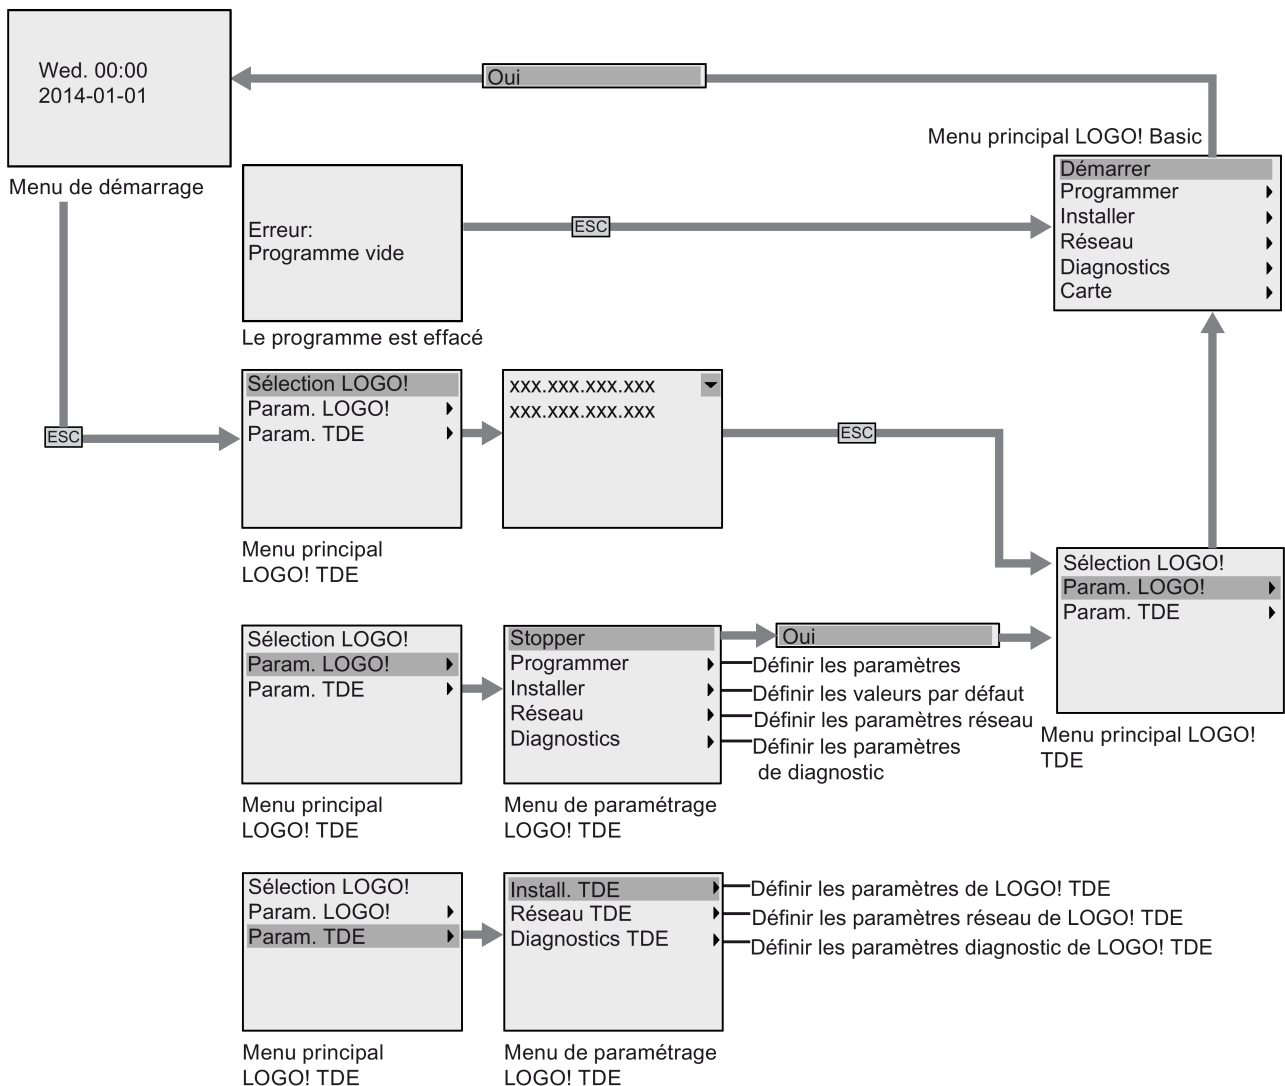 Wed. 00:00
2014-01-01
Menu de démarrage
Oui
Menu principal LOGO! Basic
Démarrer
Programmer
Installer
Réseau
Diagnostics
Carte
Erreur:
Programme vide
Le programme est effacé
ESC
ESC
Sélection LOGO!
Param. LOGO!
Param. TDE
Menu principal
LOGO! TDE
xxx.xxx.xxx.xxx
xxx.xxx.xxx.xxx
ESC
Sélection LOGO!
Param. LOGO!
Param. TDE
Menu principal LOGO!
TDE
Sélection LOGO!
Param. LOGO!
Param. TDE
Menu principal
LOGO! TDE
Stopper
Programmer
Installer
Réseau
Diagnostics
Menu de paramétrage
LOGO! TDE
Oui
Définir les paramètres
Définir les valeurs par défaut
Définir les paramètres réseau
Définir les paramètres
de diagnostic
Sélection LOGO!
Param. LOGO!
Param. TDE
Menu principal
LOGO! TDE
Install. TDE
Réseau TDE
Diagnostics TDE
Menu de paramétrage
LOGO! TDE
Définir les paramètres de LOGO! TDE
Définir les paramètres réseau de LOGO! TDE
Définir les paramètres diagnostic de LOGO! TDE